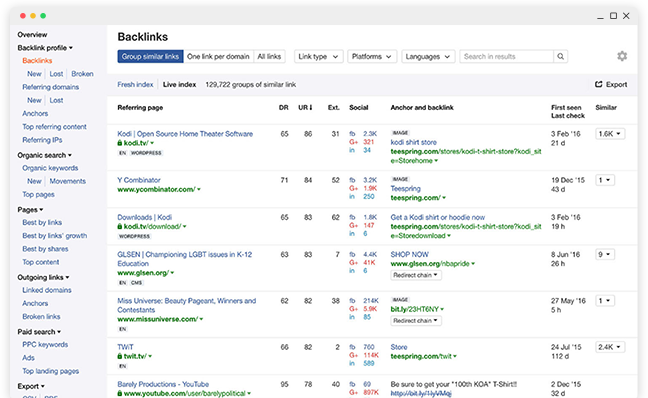 Overview
Backlink profile
Backlinks
New Lost Broken
Referring domains
New Lost
Anchors
Top referring content
Referring IPs
Organic search
Organic keywords
New Movements
Top pages
Pages
Best by links
Best by links' growth
Best by shares
Top content
Outgoing links
Linked domains
Anchors
Broken links
Paid search
PPC keywords
Ads
Top landing pages
Export
Backlinks
Group similar links One link per domain All links Link type Platforms Languages Search in results
Fresh index Live index 129,722 groups of similar link Export
Referring page DR UR↓ Ext. Social Anchor and backlink First seen Similar
Last check
Kodi | Open Source Home Theater Software 65 86 31 fb 2.3K IMAGE 3 Feb '16 1.6K
kodi.tv/ G+ 321 kodi shirt store 21 d
EN WORDPRESS in 34 teespring.com/stores/kodi-t-shirt-store?kodi_sit
e=Storehome
Y Combinator 71 84 52 fb 3.2K IMAGE 19 Dec '15 1
www.ycombinator.com/ G+ 1.9K Teespring 43 d
in 250 teespring.com/
Downloads | Kodi 65 83 62 fb 1.8K Get a Kodi shirt or hoodie now 3 Feb '16
kodi.tv/download/ G+ 147 teespring.com/stores/kodi-t-shirt-store?kodi_sit 19 h
WORDPRESS in 6 e=Storedownload
GLSEN | Championing LGBT issues in K-12 63 83 7 fb 4.4K SHOP NOW 8 Jun '16 9
Education G+ 41K www.glsen.org/nbapride 26 h
www.glsen.org/ in 6 Redirect chain
EN CMS
Miss Universe: Beauty Pageant, Winners and 62 82 38 fb 214K IMAGE 27 May '16 1
Contestants G+ 5.9K bit.ly/23HT6NY 5 h
www.missuniverse.com/ in 85 Redirect chain
EN
TWiT 66 82 2 fb 760 Store 24 Jul '15 2.4K
twit.tv/ G+ 114K teespring.com/twit 112 d
EN in 589
Barely Productions - YouTube 95 78 40 fb 69 Be sure to get your "100th KOA" T-Shirt!! 2 Dec '15
www.youtube.com/user/barelypolitical G+ 897K 32 d